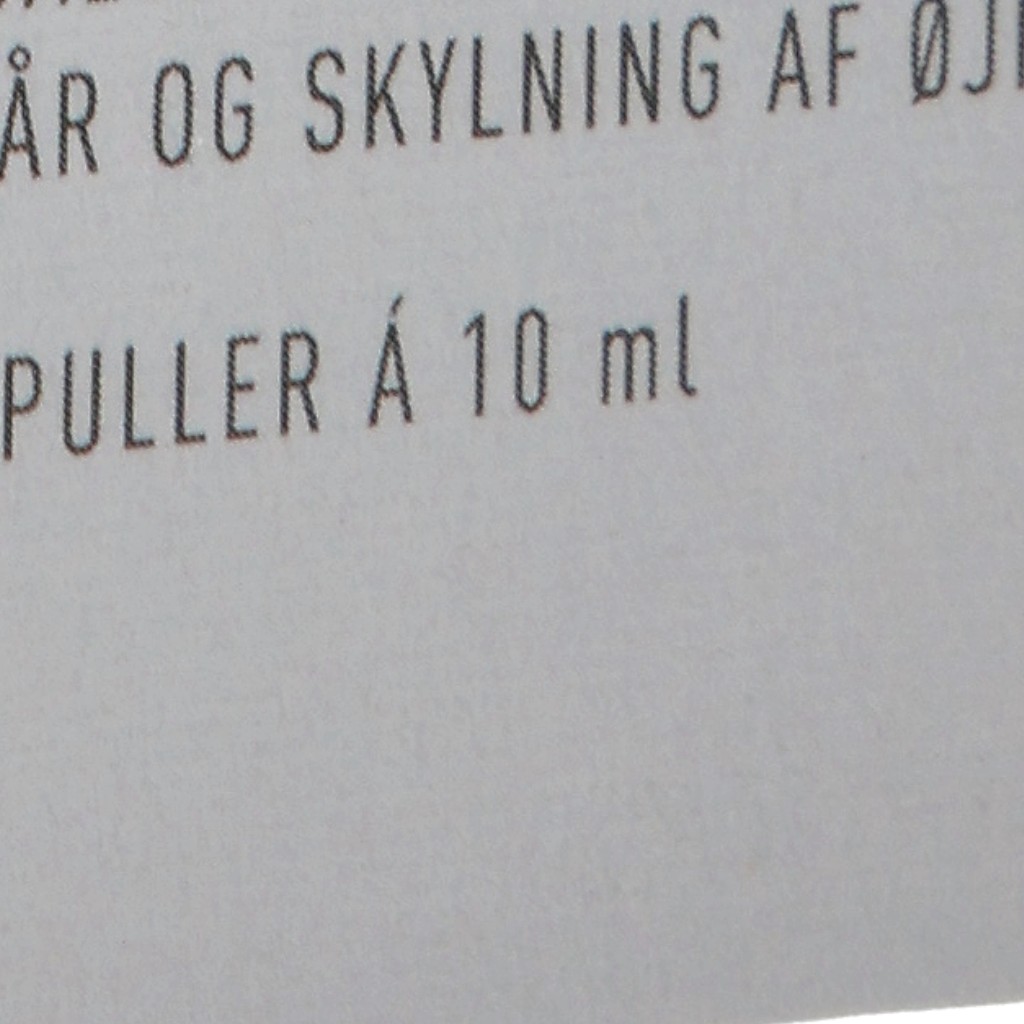 ÅR OG SKYLNING AF ØJ
PULLER Á 10 ml